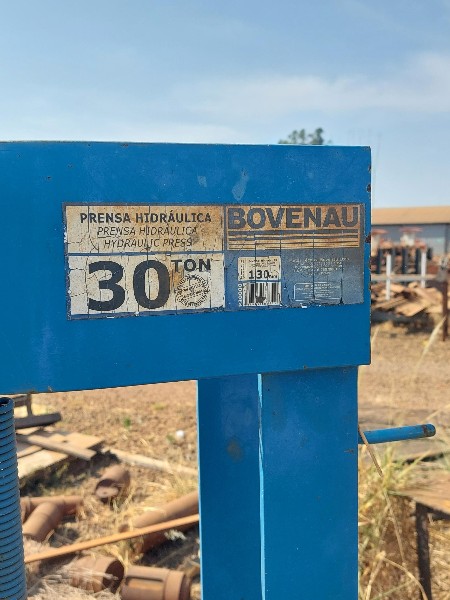 PRENSA HIDRÁULICA
PRENSA HIDRÁULICA
HYDRAULIC PRESS
30 TON
BOVENAU
130